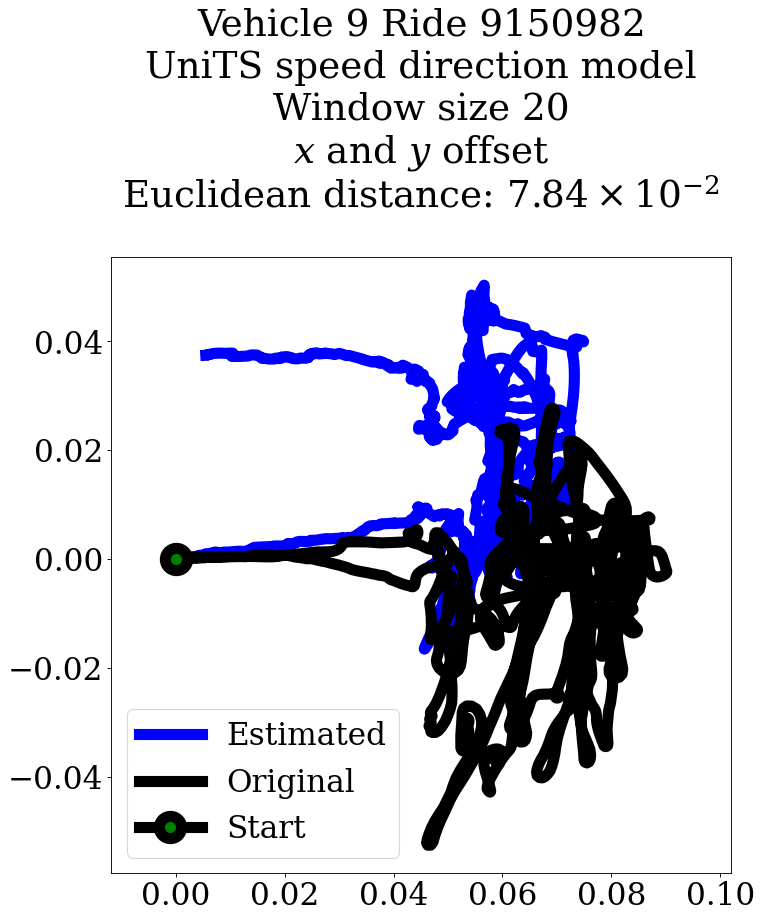 Vehicle 9 Ride 9150982
UniTS speed direction model
Window size 20
x and y offset
Euclidean distance: 7.84 × 10⁻²
0.04
0.02
0.00
−0.02
−0.04
Estimated
Original
Start
0.00 0.02 0.04 0.06 0.08 0.10